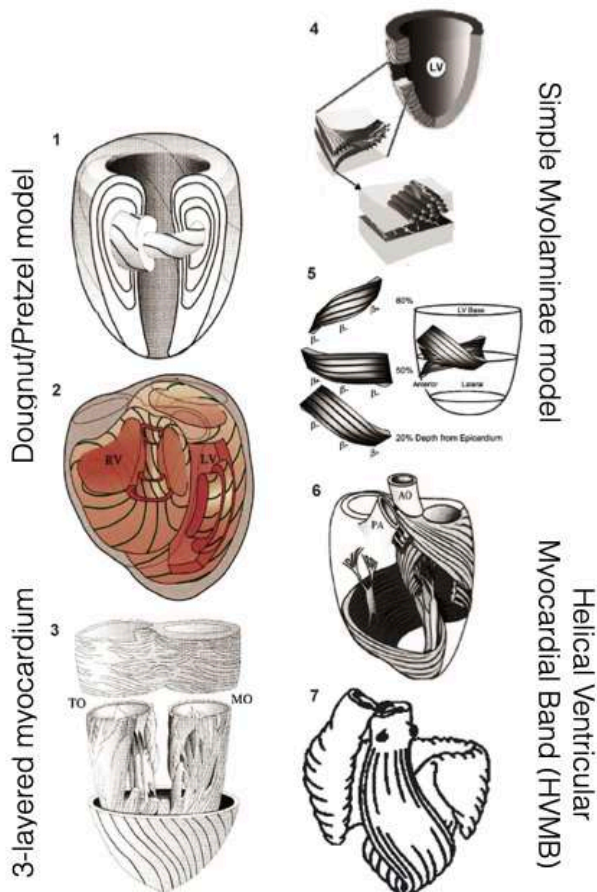 Dougnut/Pretzel model
1
2
RV
LV
3-layered myocardium
3
TO
MO
4
LV
Simple Myolaminae model
5
60%
β-
β-
β+
50%
β+
β-
β-
20% Depth from Epicardium
β-
β-
β+
LV Base
Anterior
Lateral
6
AO
PA
7
Helical Ventricular
Myocardial Band (HVMB)